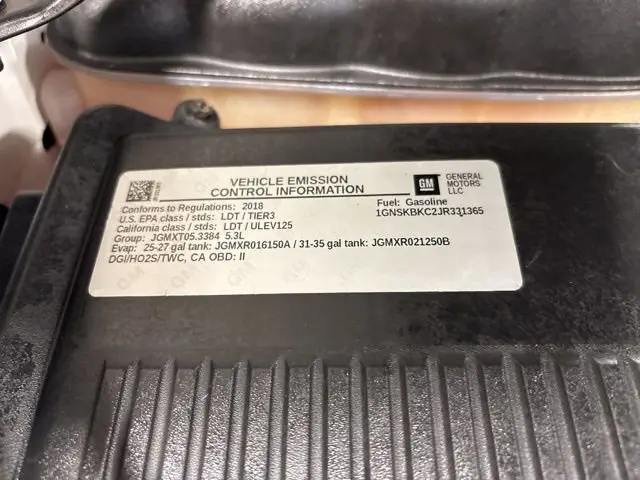 VEHICLE EMISSION
CONTROL INFORMATION
GM
GENERAL
MOTORS
LLC
Conforms to Regulations: 2018
Fuel: Gasoline
U.S. EPA class / stds: LDT / TIER3
1GNSKBKC2JR331365
California class / stds: LDT / ULEV125
Group: JGMXT05.3384 5.3L
Evap: 25-27 gal tank: JGMXR016150A / 31-35 gal tank: JGMXR021250B
DGI/HO2S/TWC, CA OBD: II